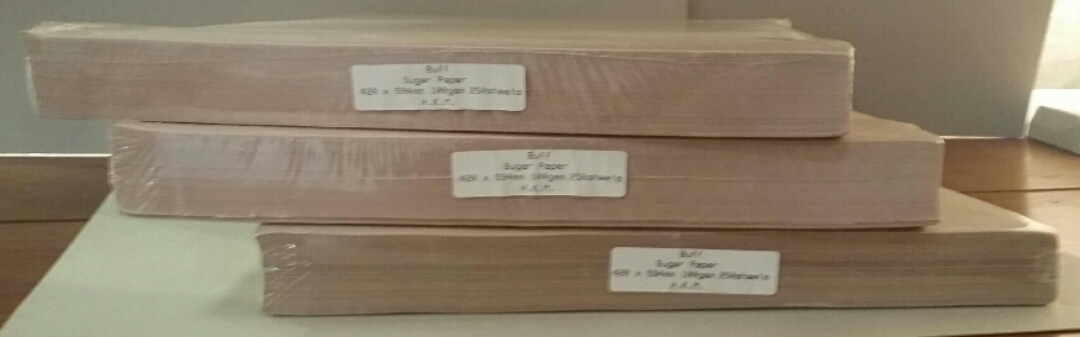 Buff
Sugar Paper
420 x 594mm 100gsm 250sheets
H.K.M.
Buff
Sugar Paper
420 x 594mm 100gsm 250sheets
H.K.M.
Buff
Sugar Paper
420 x 594mm 100gsm 250sheets
H.K.M.